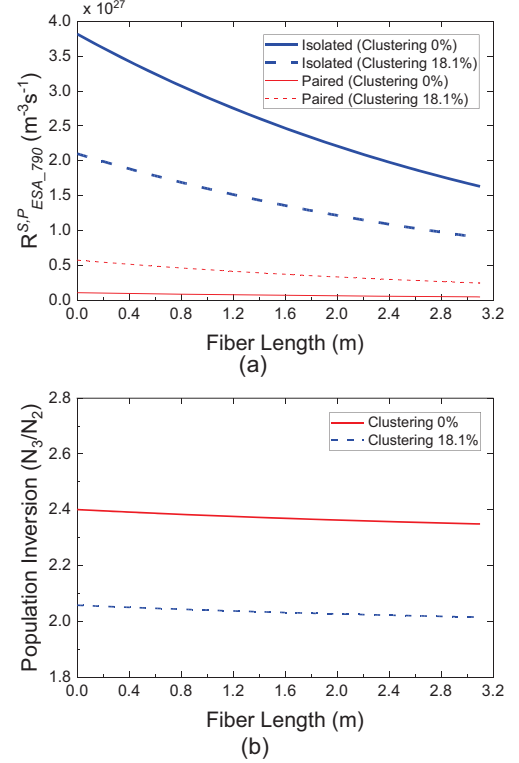 x 10²⁷
4.0
3.5
3.0
2.5
2.0
1.5
1.0
0.5
0.0
R^{S,P}_{ESA_790} (m⁻³s⁻¹)
Isolated (Clustering 0%)
Isolated (Clustering 18.1%)
Paired (Clustering 0%)
Paired (Clustering 18.1%)
0.0 0.4 0.8 1.2 1.6 2.0 2.4 2.8 3.2
Fiber Length (m)
(a)
2.8
2.6
2.4
2.2
2.0
1.8
Population Inversion (N₃/N₂)
Clustering 0%
Clustering 18.1%
0.0 0.4 0.8 1.2 1.6 2.0 2.4 2.8 3.2
Fiber Length (m)
(b)